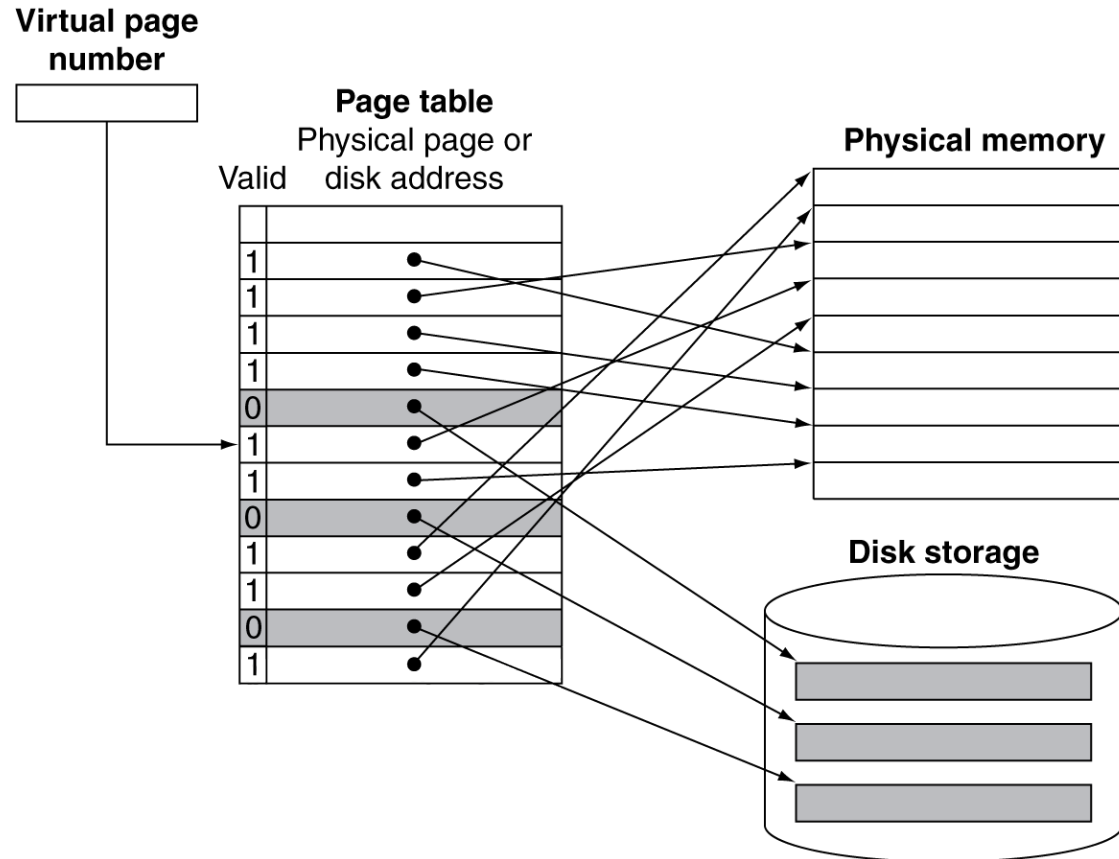 Virtual page
number
Page table
Physical page or
Valid disk address
Physical memory
1
1
1
1
0
1
1
0
1
1
0
1
Disk storage